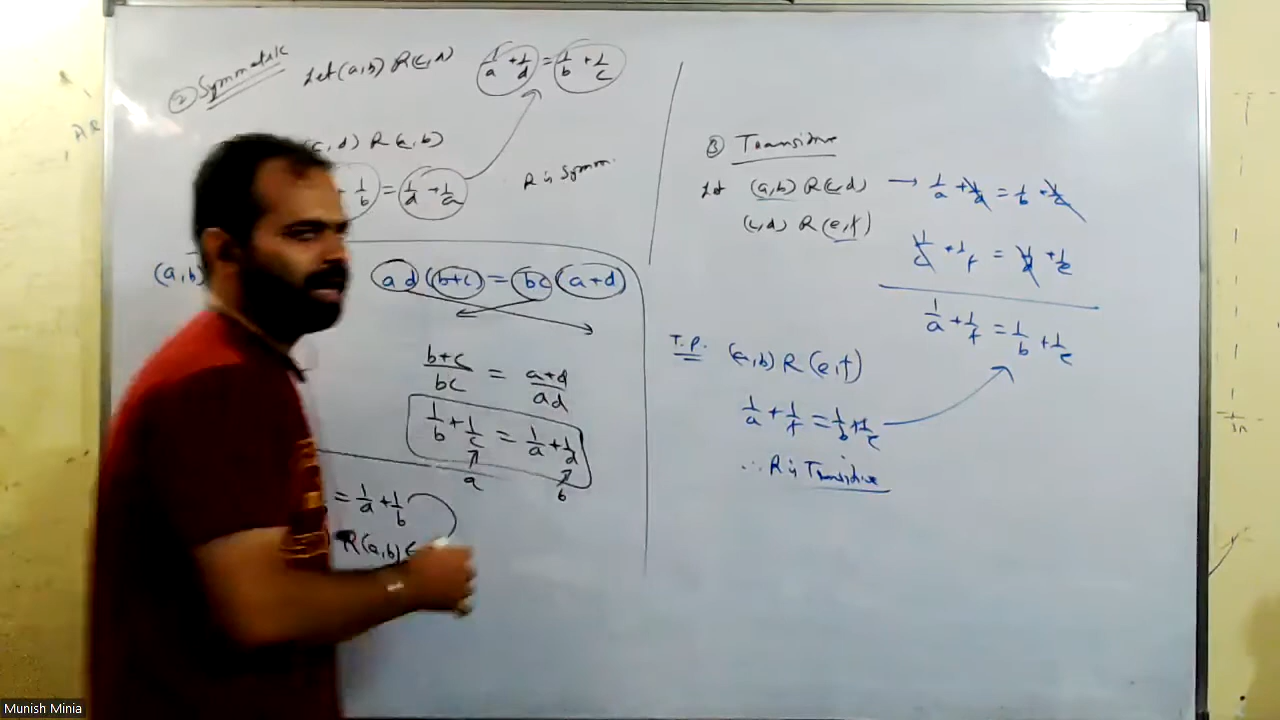 ② Symmetric
Let (a,b) R (c,d) 1/a + 1/d = 1/b + 1/c
(c,d) R (a,b)
1/b = 1/d + 1/a
R is Symm.
(a,b) ad (b+c) = bc (a+d)
b+c/bc = a+d/ad
1/b + 1/c = 1/a + 1/d
a b
= 1/a + 1/b
R (a,b) ∈
③ Transitive
Let (a,b) R (c,d) → 1/a + 1/d = 1/b + 1/c
(c,d) R (e,f) 1/c + 1/f = 1/d + 1/e
1/a + 1/f = 1/b + 1/e
T.P. (a,b) R (e,f)
1/a + 1/f = 1/b + 1/e
∴ R is Transitive
Munish Minia